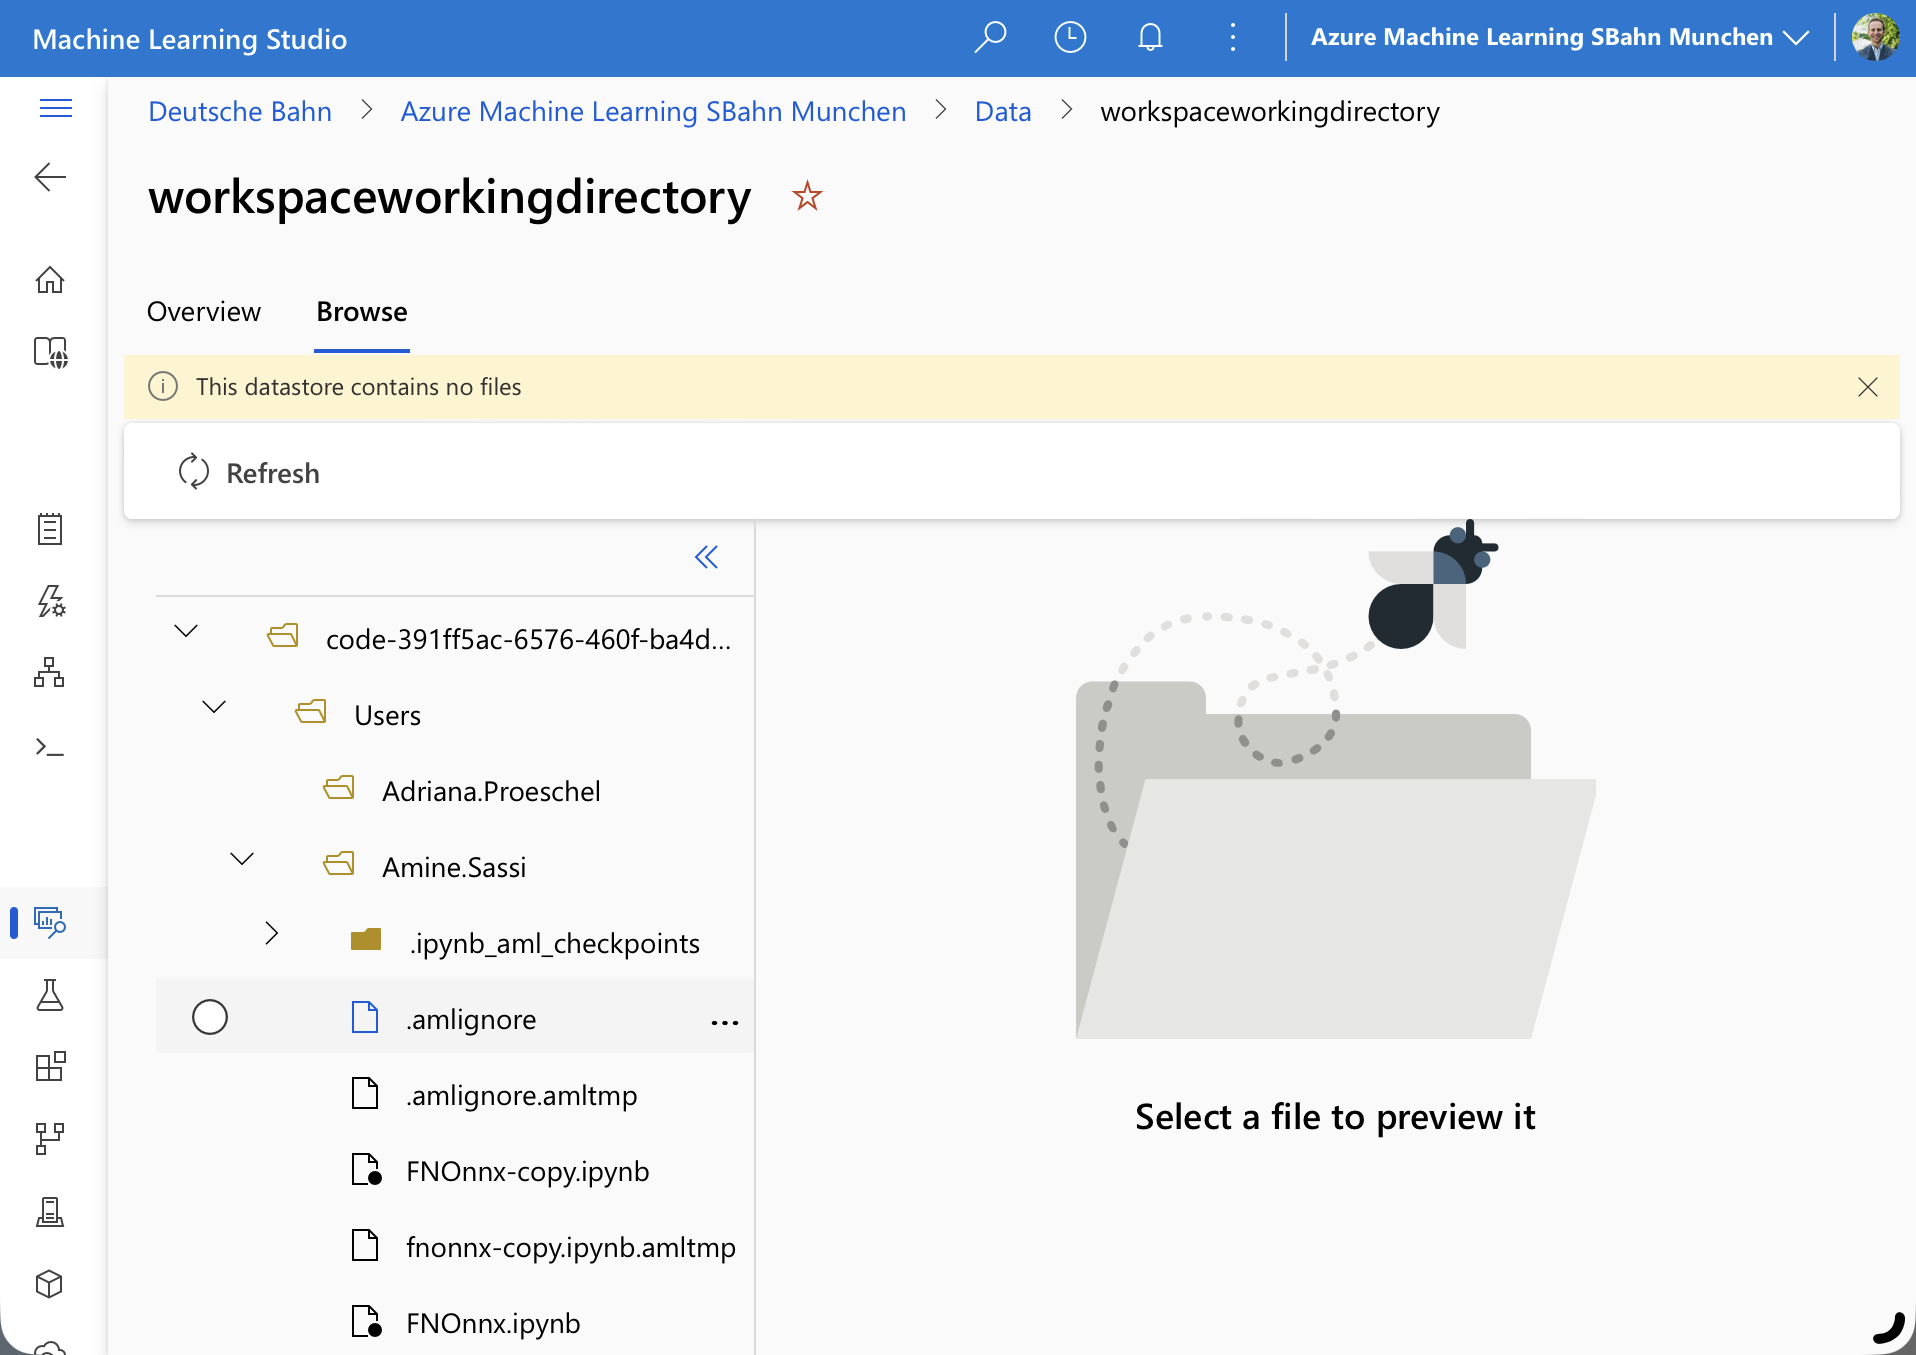 Machine Learning Studio
Azure Machine Learning SBahn Munchen
Deutsche Bahn > Azure Machine Learning SBahn Munchen > Data > workspaceworkingdirectory
workspaceworkingdirectory
Overview Browse
This datastore contains no files
Refresh
code-391ff5ac-6576-460f-ba4d...
Users
Adriana.Proeschel
Amine.Sassi
.ipynb_aml_checkpoints
.amlignore
.amlignore.amltmp
FNOnnx-copy.ipynb
fnonnx-copy.ipynb.amltmp
FNOnnx.ipynb
Select a file to preview it